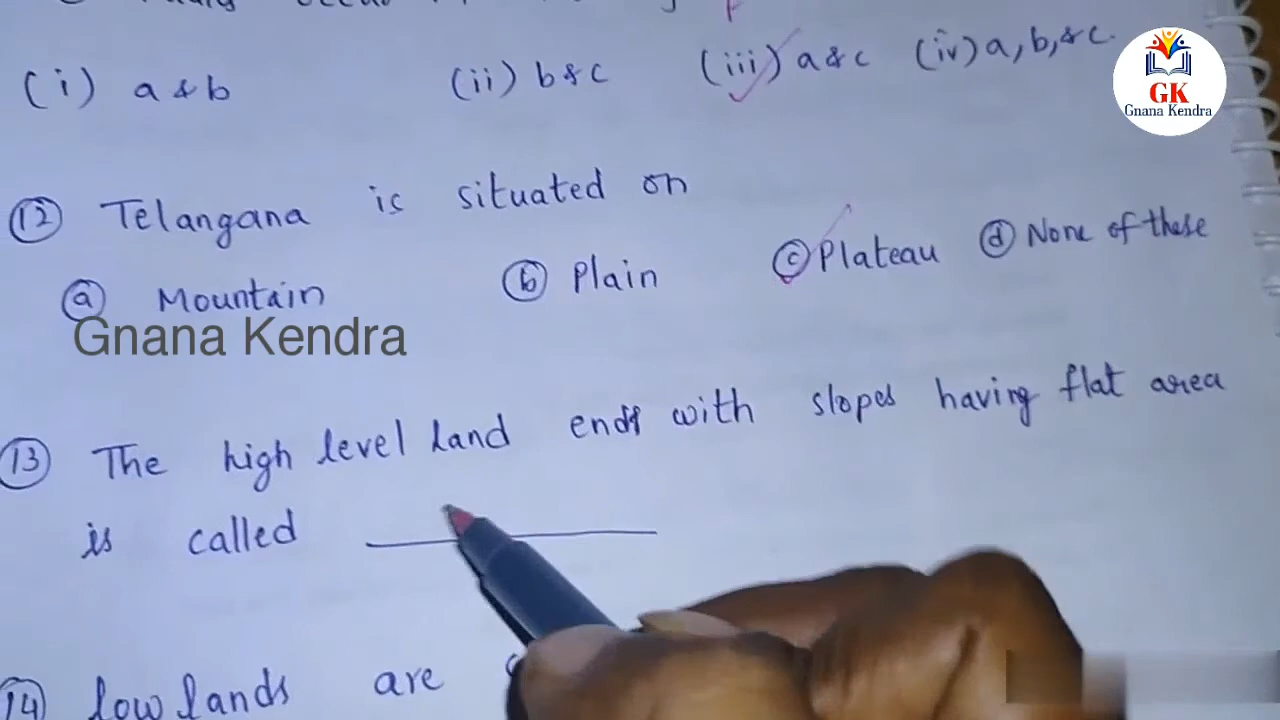 (i) a & b (ii) b & c (iii) a & c (iv) a, b, & c.
GK
Gnana Kendra
12 Telangana is situated on
a Mountain b Plain c Plateau d None of these
Gnana Kendra
13 The high level land ends with slopes having flat area
is called
14 low lands are